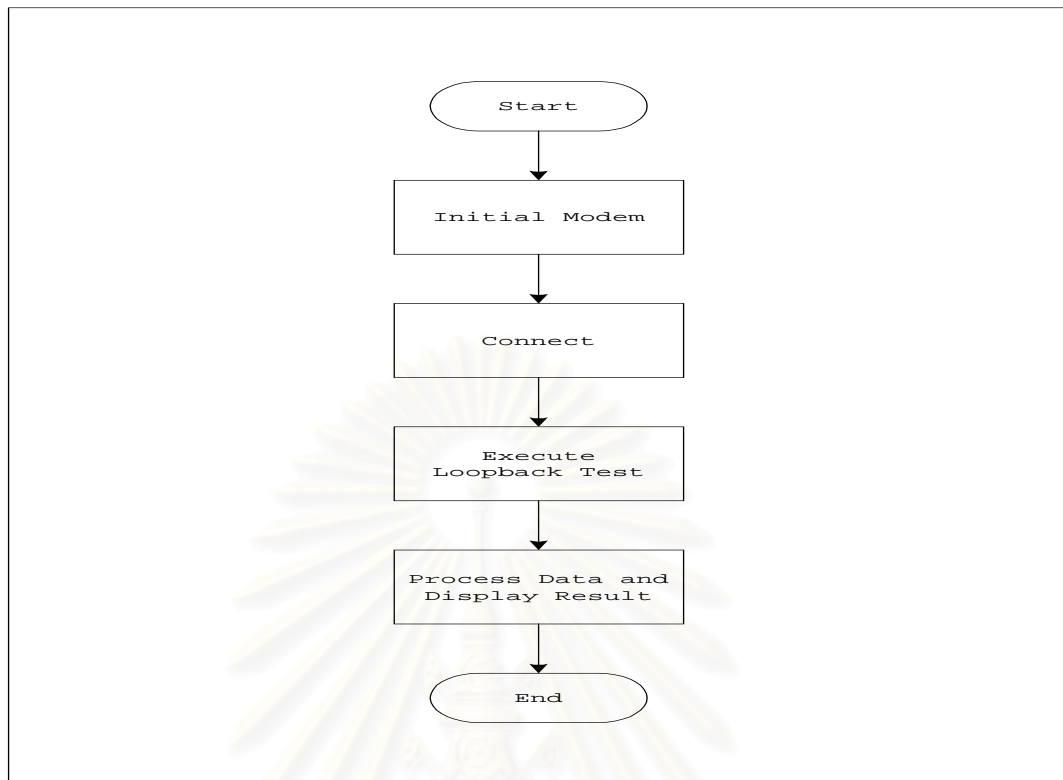 Start
Initial Modem
Connect
Execute
Loopback Test
Process Data and
Display Result
End